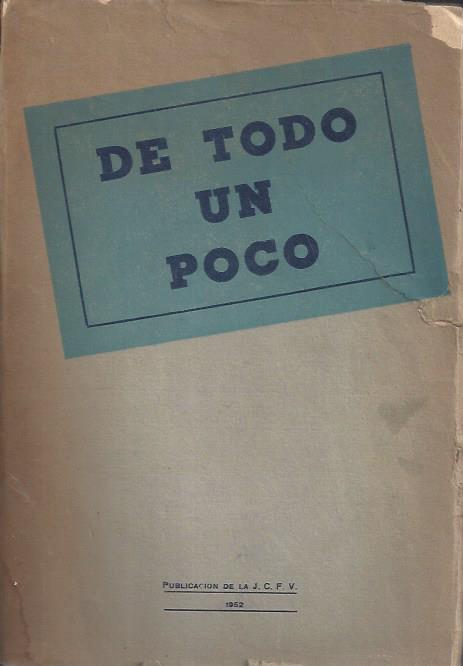 DE TODO
UN
POCO
PUBLICACION DE LA J. C. F. V.
1952